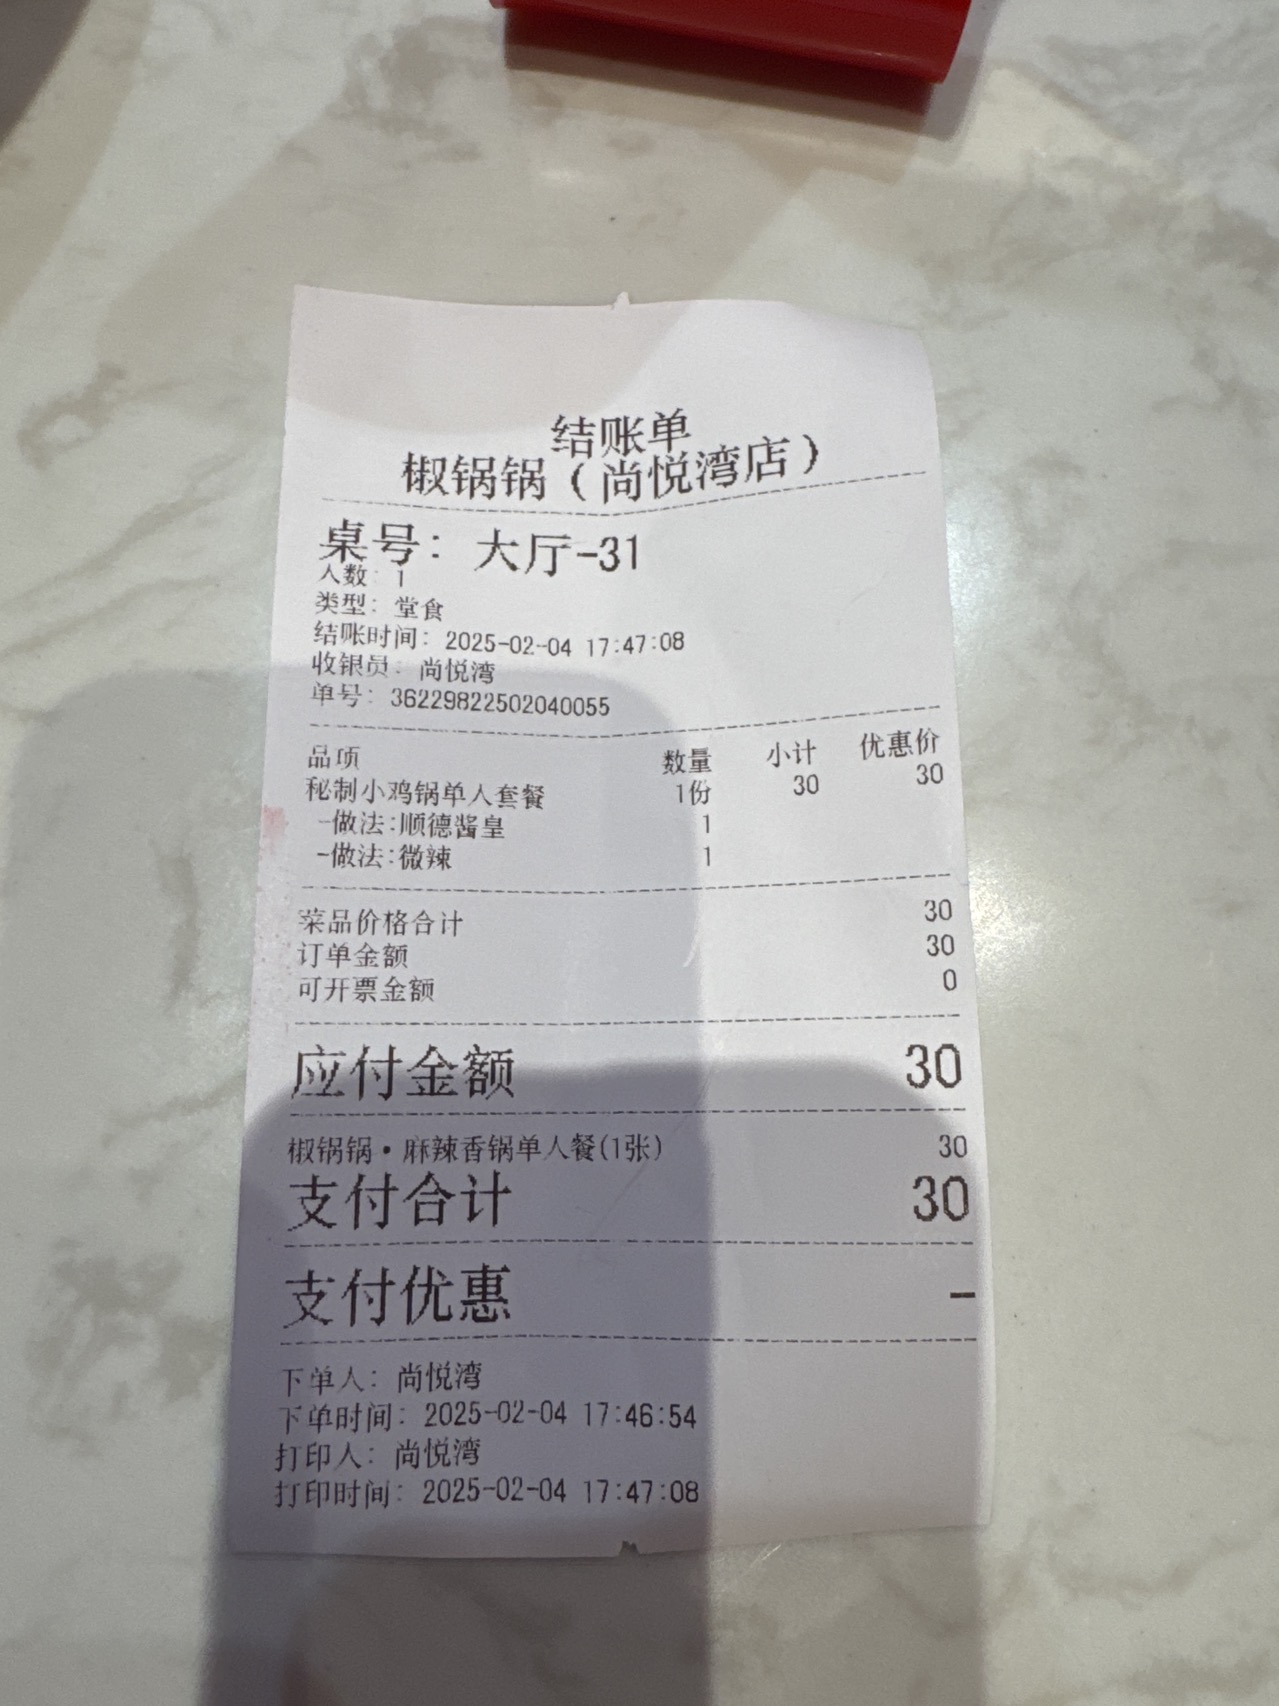 结账单
椒锅锅（尚悦湾店）
桌号：大厅-31
人数：1
类型：堂食
结账时间：2025-02-04 17:47:08
收银员：尚悦湾
单号：36229822502040055
品项 数量 小计 优惠价
秘制小鸡锅单人套餐 1份 30 30
-做法:顺德酱皇 1
-做法:微辣 1
菜品价格合计 30
订单金额 30
可开票金额 0
应付金额 30
椒锅锅•麻辣香锅单人餐(1张) 30
支付合计 30
支付优惠 -
下单人：尚悦湾
下单时间：2025-02-04 17:46:54
打印人：尚悦湾
打印时间：2025-02-04 17:47:08